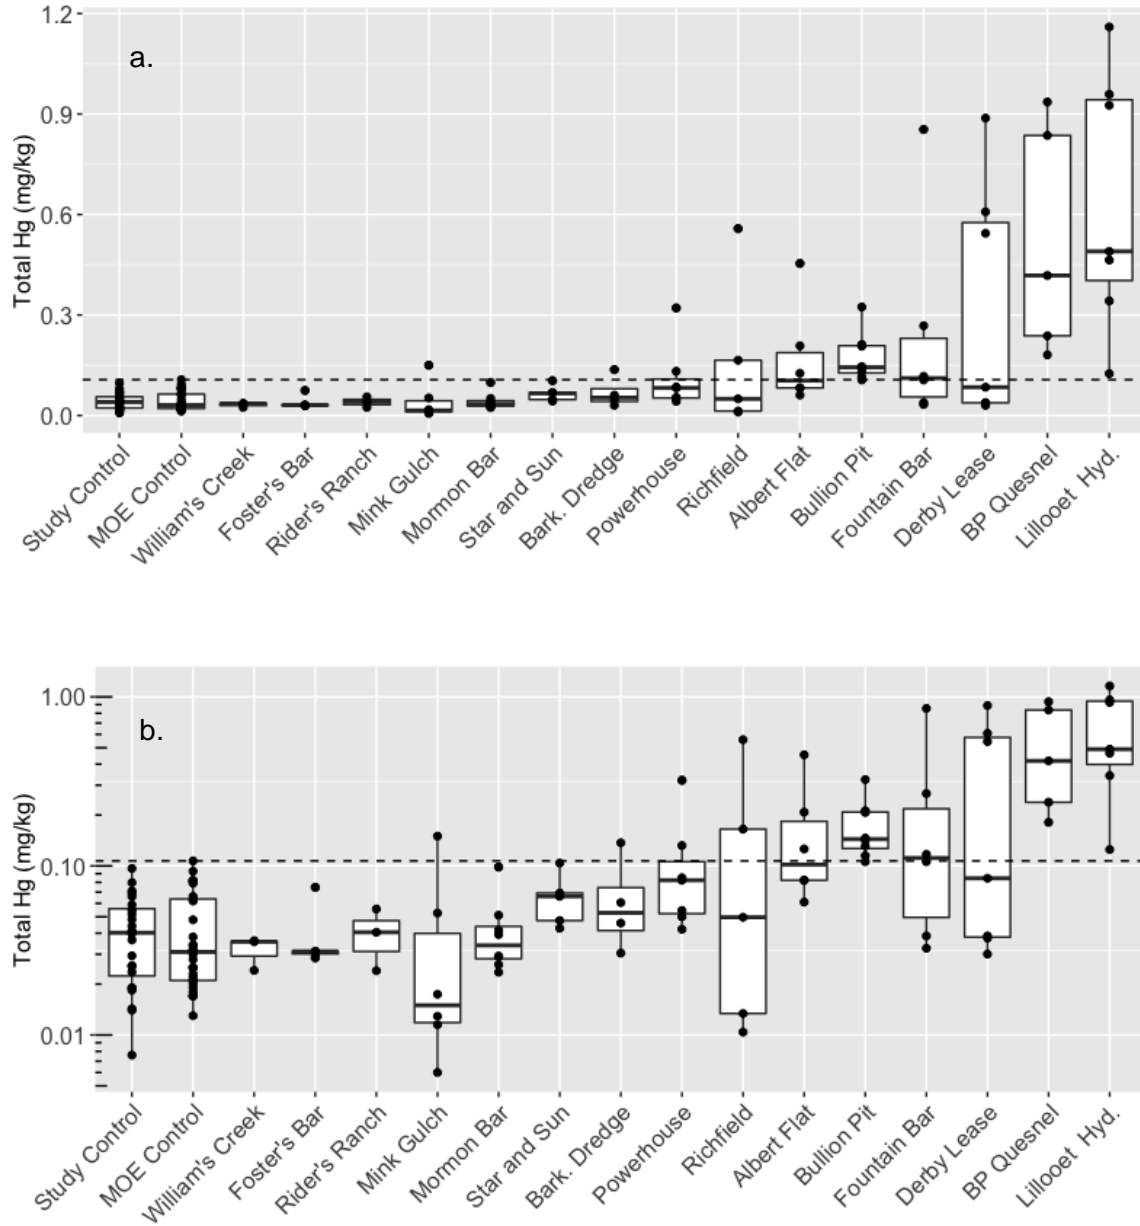 a.
Total Hg (mg/kg)
1.2
0.9
0.6
0.3
0.0
Study Control
MOE Control
William's Creek
Foster's Bar
Rider's Ranch
Mink Gulch
Mormon Bar
Star and Sun
Bark. Dredge
Powerhouse
Richfield
Albert Flat
Bullion Pit
Fountain Bar
Derby Lease
BP Quesnel
Lillooet Hyd.
b.
Total Hg (mg/kg)
1.00
0.10
0.01
Study Control
MOE Control
William's Creek
Foster's Bar
Rider's Ranch
Mink Gulch
Mormon Bar
Star and Sun
Bark. Dredge
Powerhouse
Richfield
Albert Flat
Bullion Pit
Fountain Bar
Derby Lease
BP Quesnel
Lillooet Hyd.